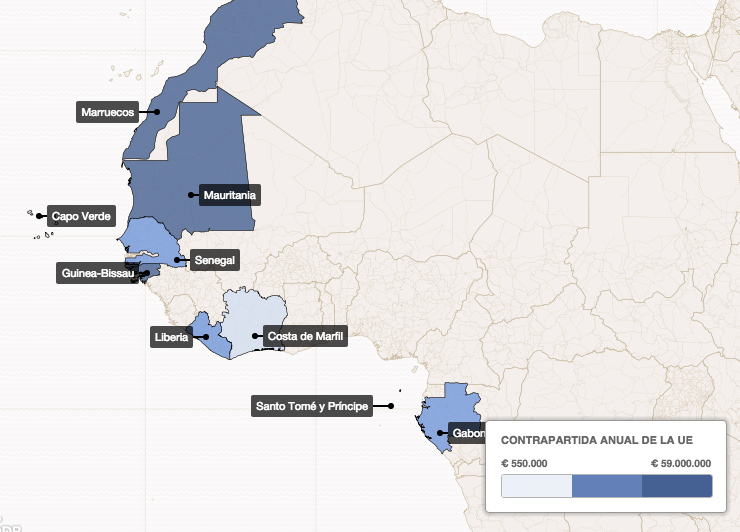 Marruecos
Mauritania
Capo Verde
Senegal
Guinea-Bissau
Liberia
Costa de Marfil
Santo Tomé y Príncipe
Gabon
CONTRAPARTIDA ANUAL DE LA UE
€ 550.000 € 59.000.000